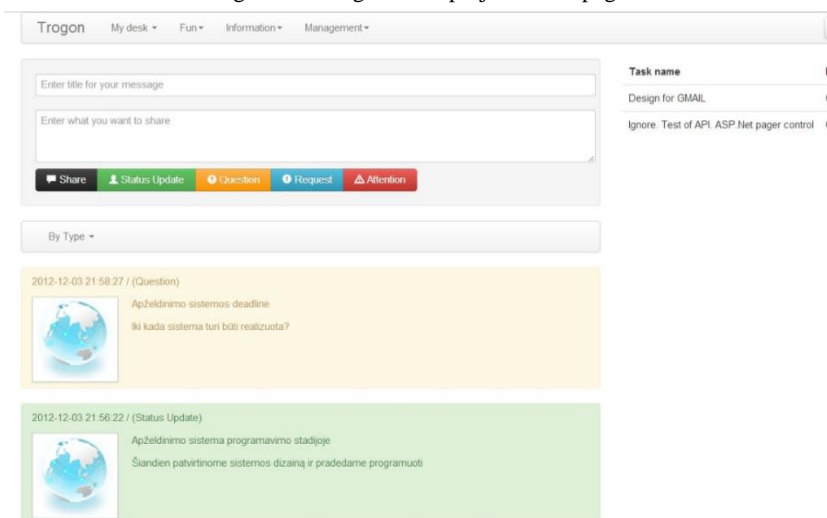 Trogon My desk Fun Information Management
Enter title for your message
Enter what you want to share
Share Status Update Question Request Attention
By Type
2012-12-03 21:58:27 / (Question)
Apželdinimo sistemos deadline
Iki kada sistema turi būti realizuota?
2012-12-03 21:56:22 / (Status Update)
Apželdinimo sistema programavimo stadijoje
Šiandien patvirtinome sistemos dizainą ir pradedame programuoti
Task name
Design for GMAIL
Ignore. Test of API. ASP.Net pager control